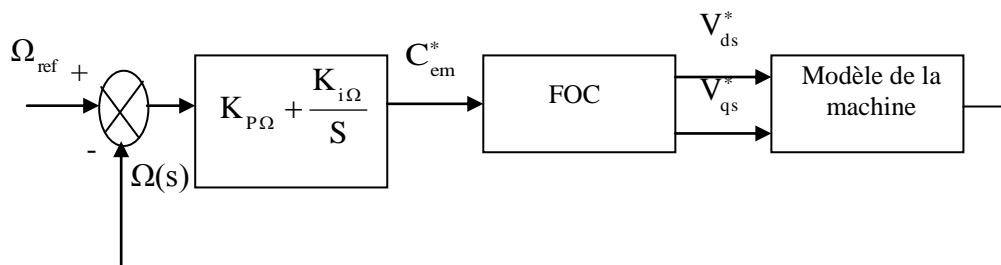 Ω_ref + -
Ω(s)
K_PΩ + K_iΩ / S
C*_em
FOC
V*_ds
V*_qs
Modèle de la
machine